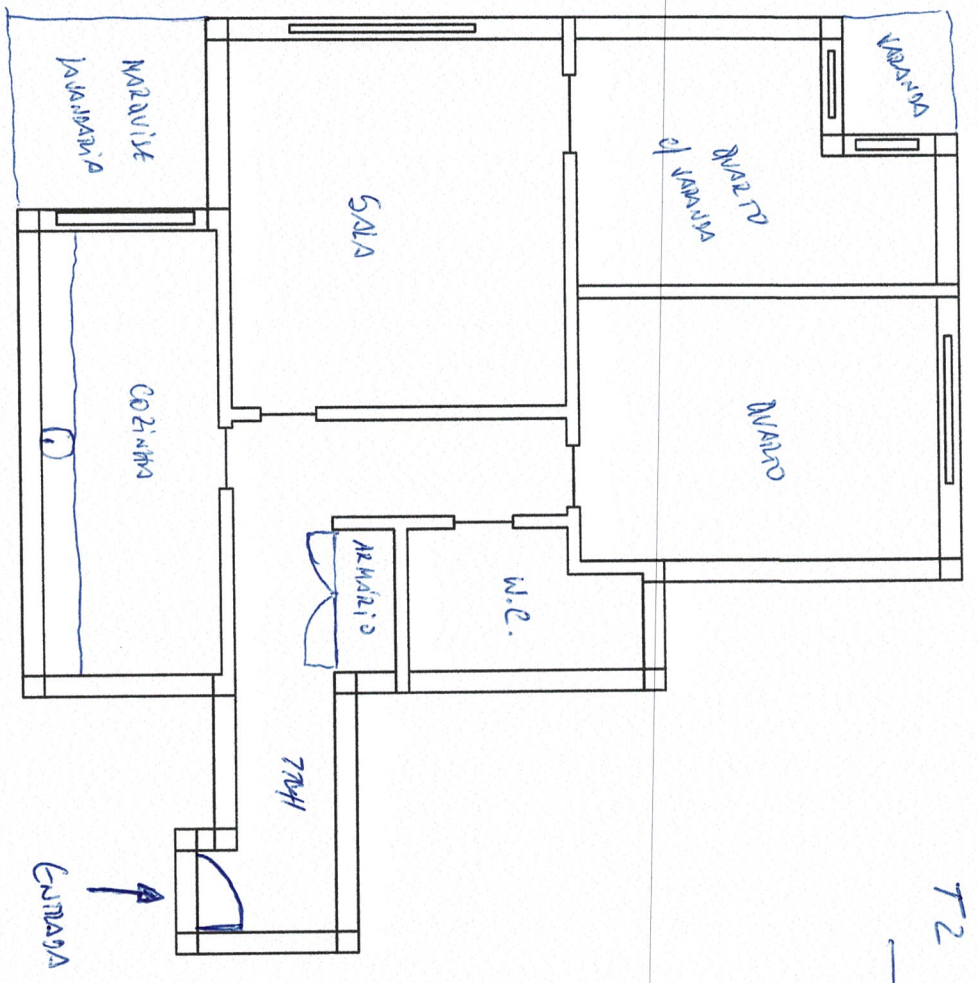 MARQUISE
LAVANDARIA
VARANDA
QUARTO
C/ VARANDA
SALA
COZINHA
QUARTO
ARMÁRIO
W.C.
HALL
ENTRADA
T2